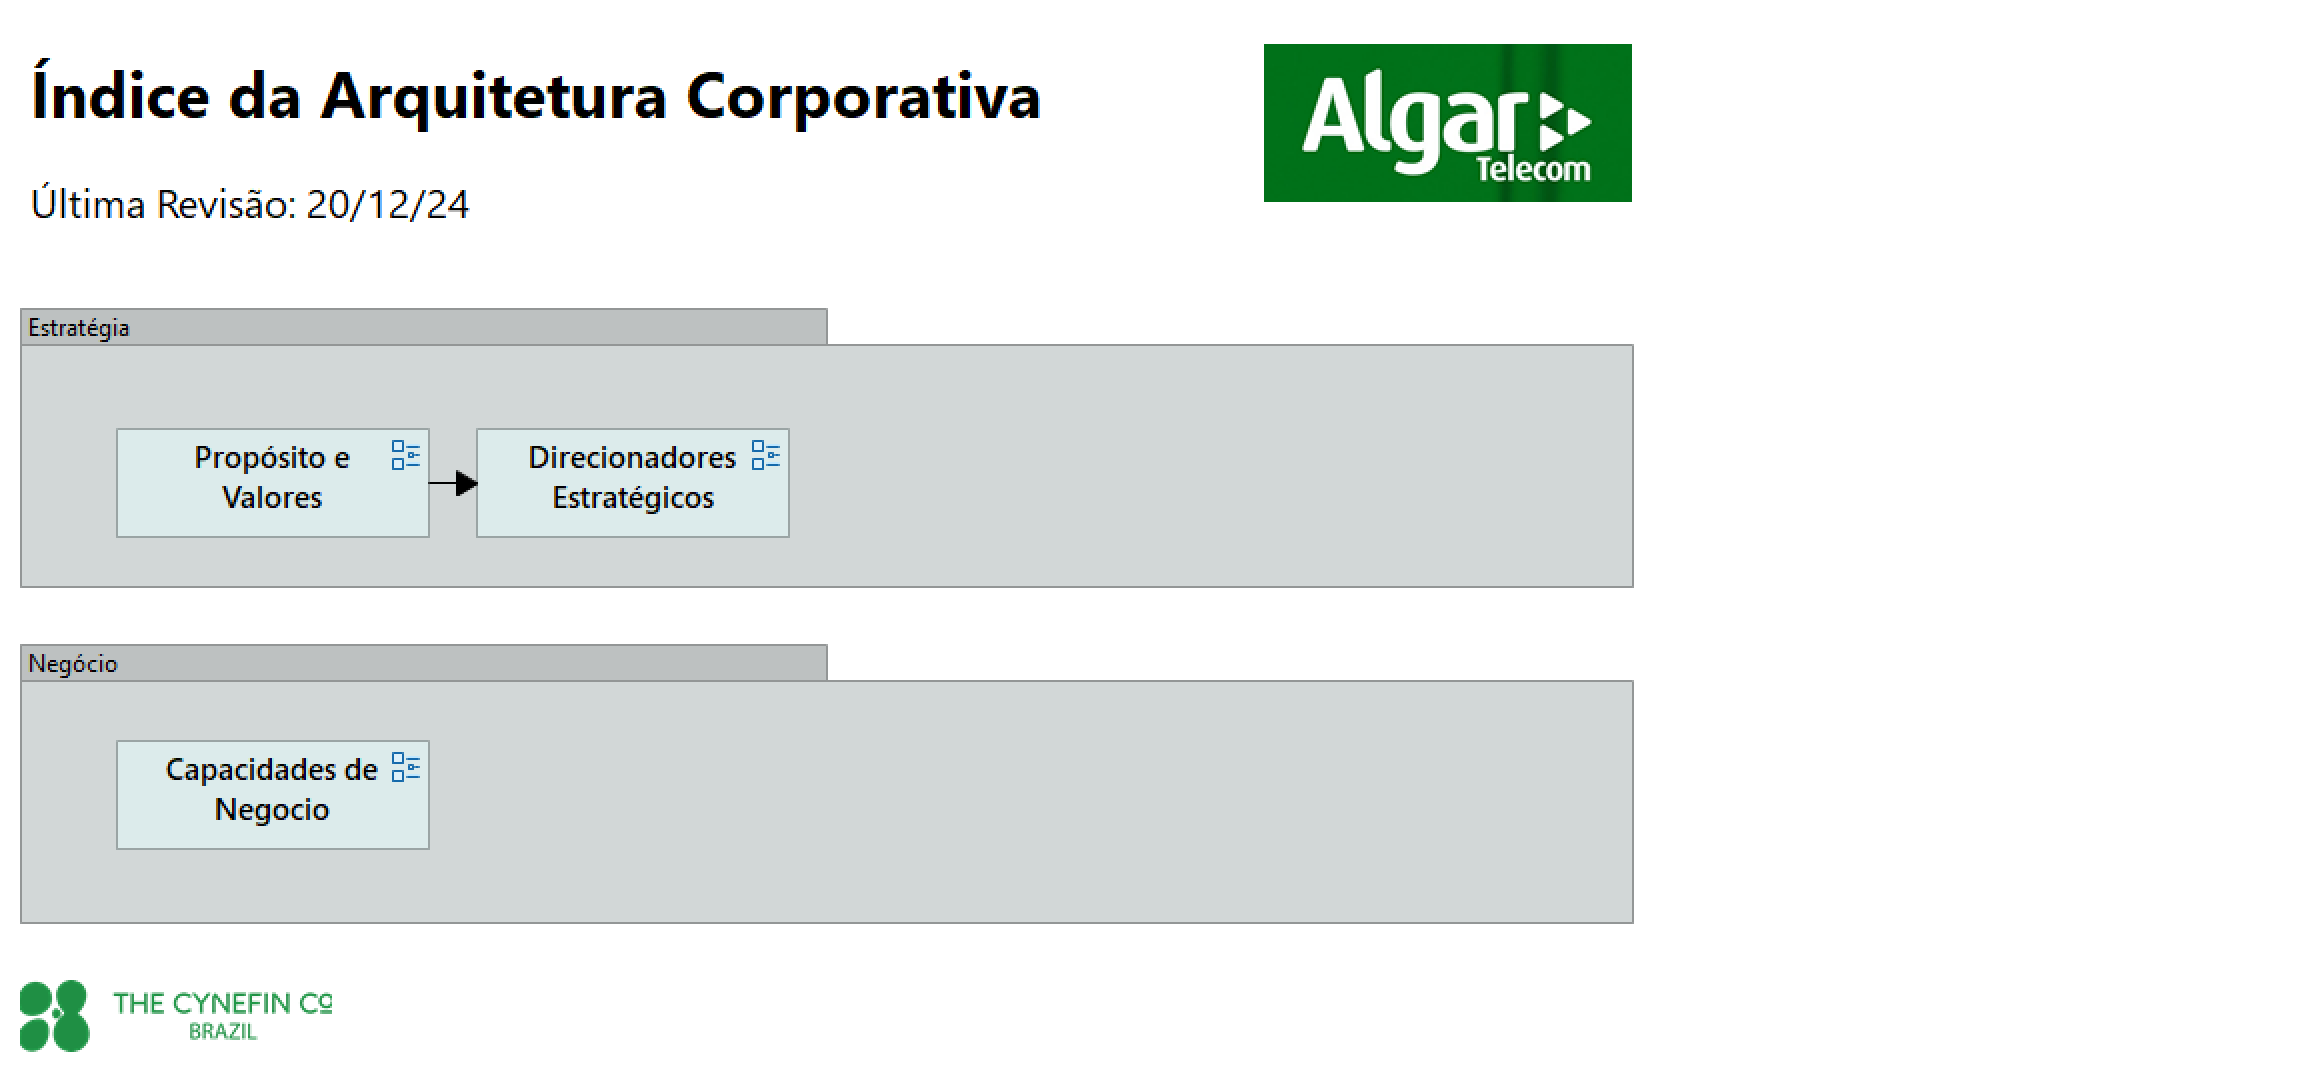 Índice da Arquitetura Corporativa
Algar
Telecom
Última Revisão: 20/12/24
Estratégia
Propósito e
Valores
Direcionadores
Estratégicos
Negócio
Capacidades de
Negocio
THE CYNEFIN Cº
BRAZIL